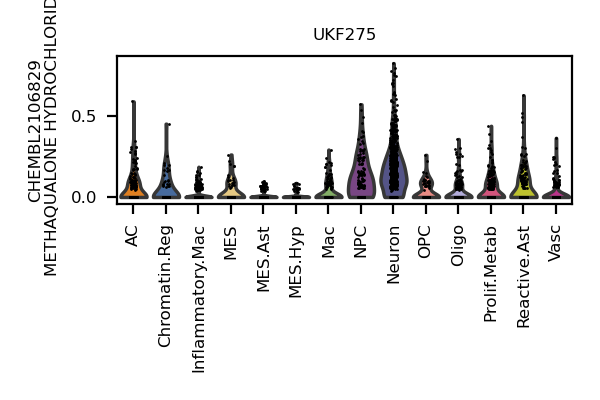 UKF275
CHEMBL2106829
METHAQUALONE HYDROCHLORID
0.5
0.0
AC
Chromatin.Reg
Inflammatory.Mac
MES
MES.Ast
MES.Hyp
Mac
NPC
Neuron
OPC
Oligo
Prolif.Metab
Reactive.Ast
Vasc